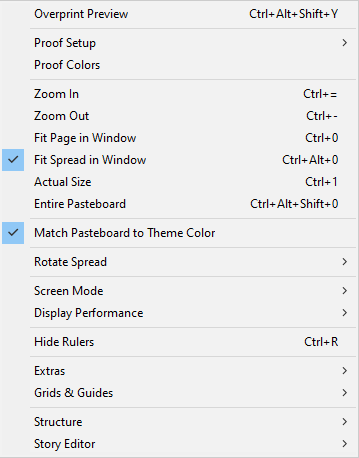 Overprint Preview Ctrl+Alt+Shift+Y
Proof Setup
Proof Colors
Zoom In Ctrl+=
Zoom Out Ctrl+-
Fit Page in Window Ctrl+0
Fit Spread in Window Ctrl+Alt+0
Actual Size Ctrl+1
Entire Pasteboard Ctrl+Alt+Shift+0
Match Pasteboard to Theme Color
Rotate Spread
Screen Mode
Display Performance
Hide Rulers Ctrl+R
Extras
Grids & Guides
Structure
Story Editor